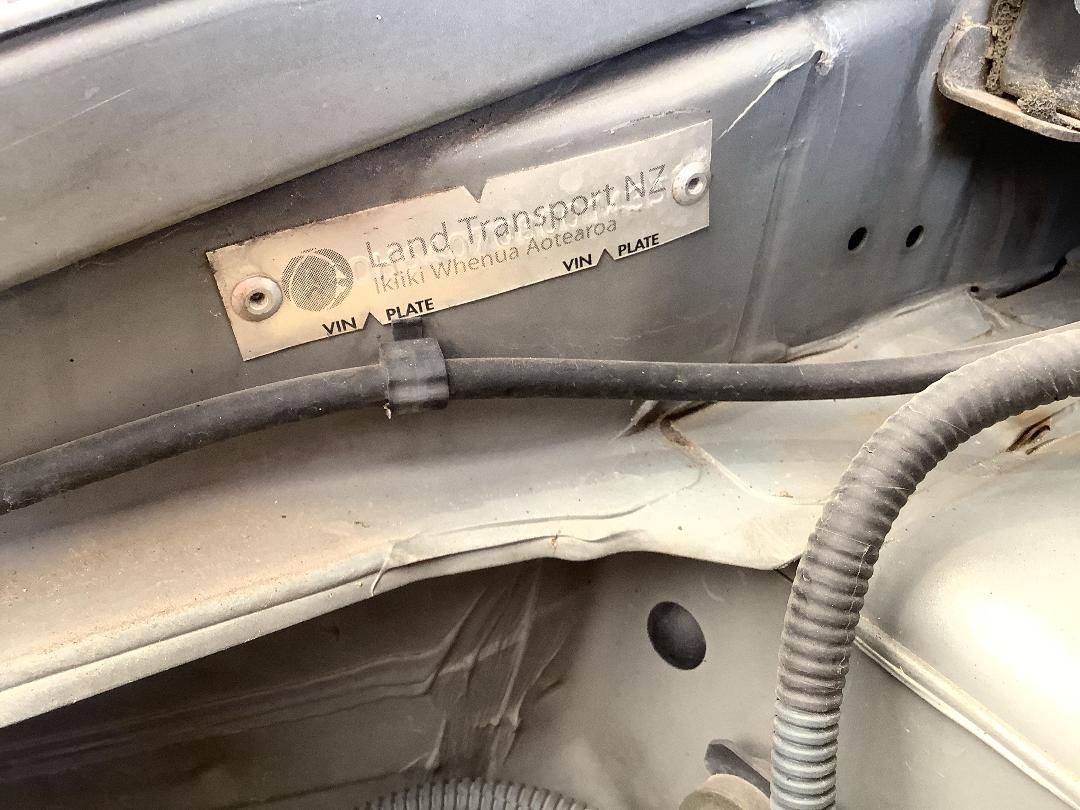 Land Transport NZ
Ikiiki Whenua Aotearoa
VIN PLATE
VIN PLATE